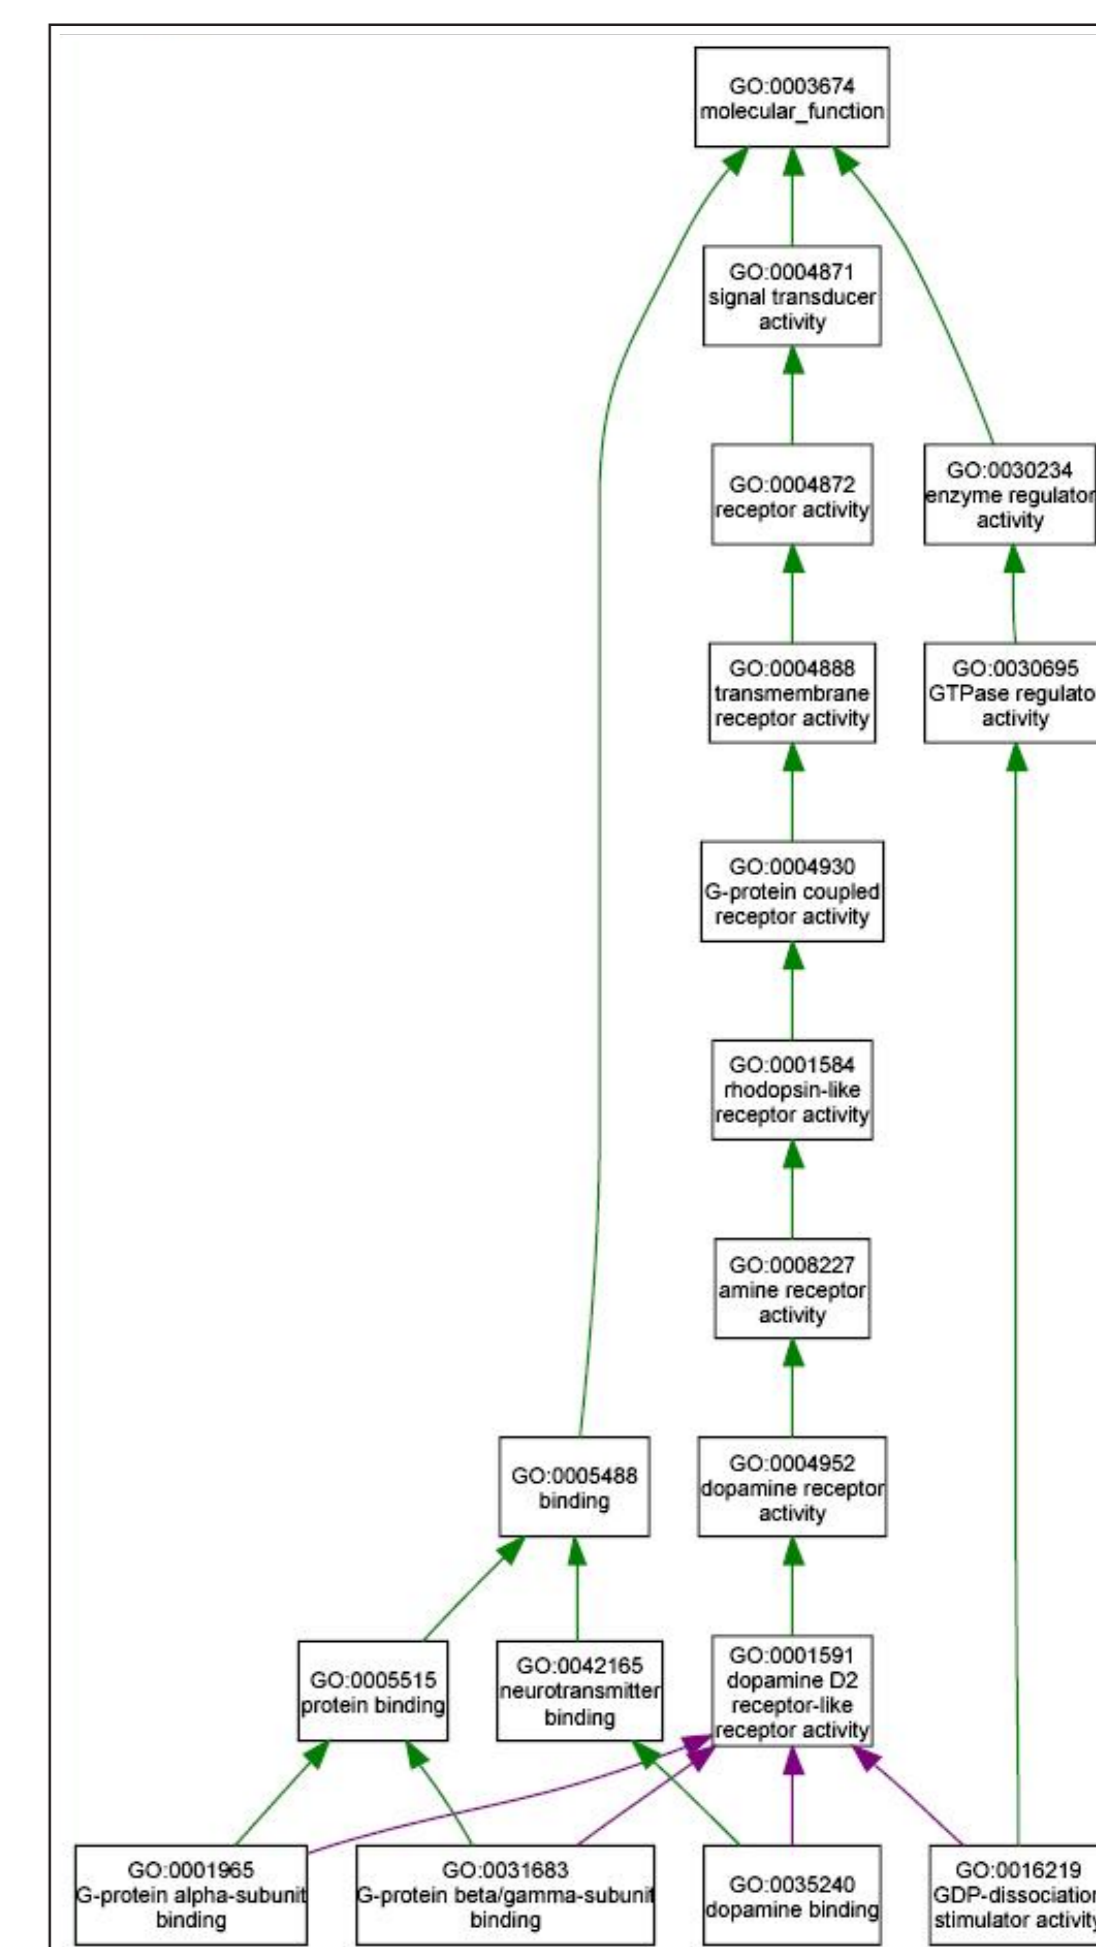 GO:0003674
molecular_function
GO:0004871
signal transducer
activity
GO:0004872
receptor activity
GO:0030234
enzyme regulator
activity
GO:0004888
transmembrane
receptor activity
GO:0030695
GTPase regulato
activity
GO:0004930
G-protein coupled
receptor activity
GO:0001584
rhodopsin-like
receptor activity
GO:0008227
amine receptor
activity
GO:0005488
binding
GO:0004952
dopamine receptor
activity
GO:0005515
protein binding
GO:0042165
neurotransmitter
binding
GO:0001591
dopamine D2
receptor-like
receptor activity
GO:0001965
G-protein alpha-subunit
binding
GO:0031683
G-protein beta/gamma-subunit
binding
GO:0035240
dopamine binding
GO:0016219
GDP-dissociation
stimulator activity